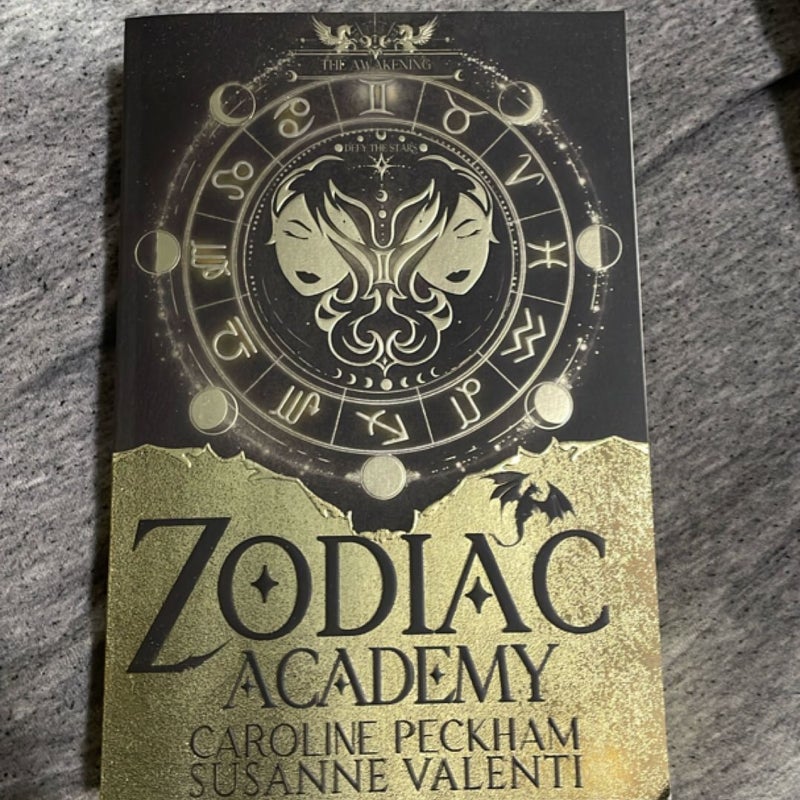 THE AWAKENING
DEFY THE STARS
ZODIAC
ACADEMY
CAROLINE PECKHAM
SUSANNE VALENTI